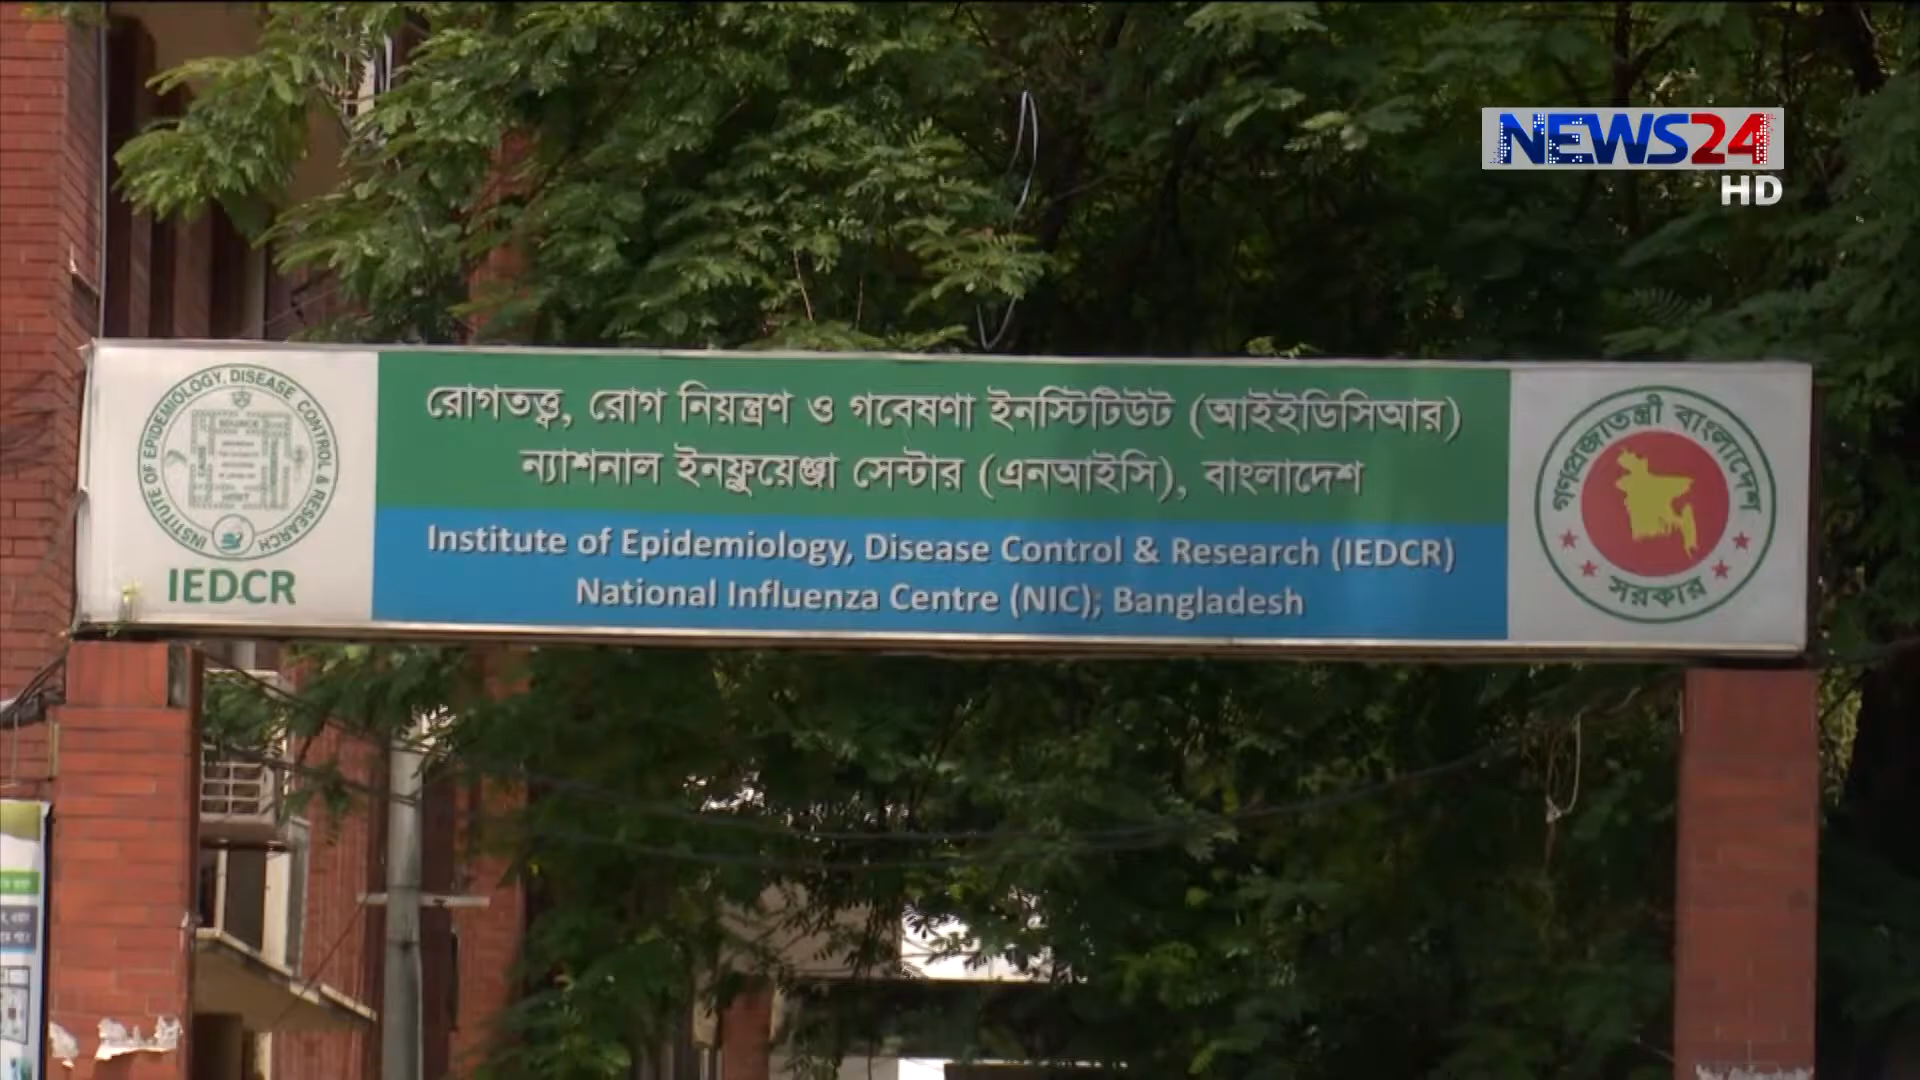 NEWS24
HD
INSTITUTE OF EPIDEMIOLOGY, DISEASE CONTROL & RESEARCH
IEDCR
রোগতত্ত্ব, রোগ নিয়ন্ত্রণ ও গবেষণা ইনস্টিটিউট (আইইডিসিআর)
ন্যাশনাল ইনফ্লুয়েঞ্জা সেন্টার (এনআইসি), বাংলাদেশ
Institute of Epidemiology, Disease Control & Research (IEDCR)
National Influenza Centre (NIC); Bangladesh
গণপ্রজাতন্ত্রী বাংলাদেশ
সরকার